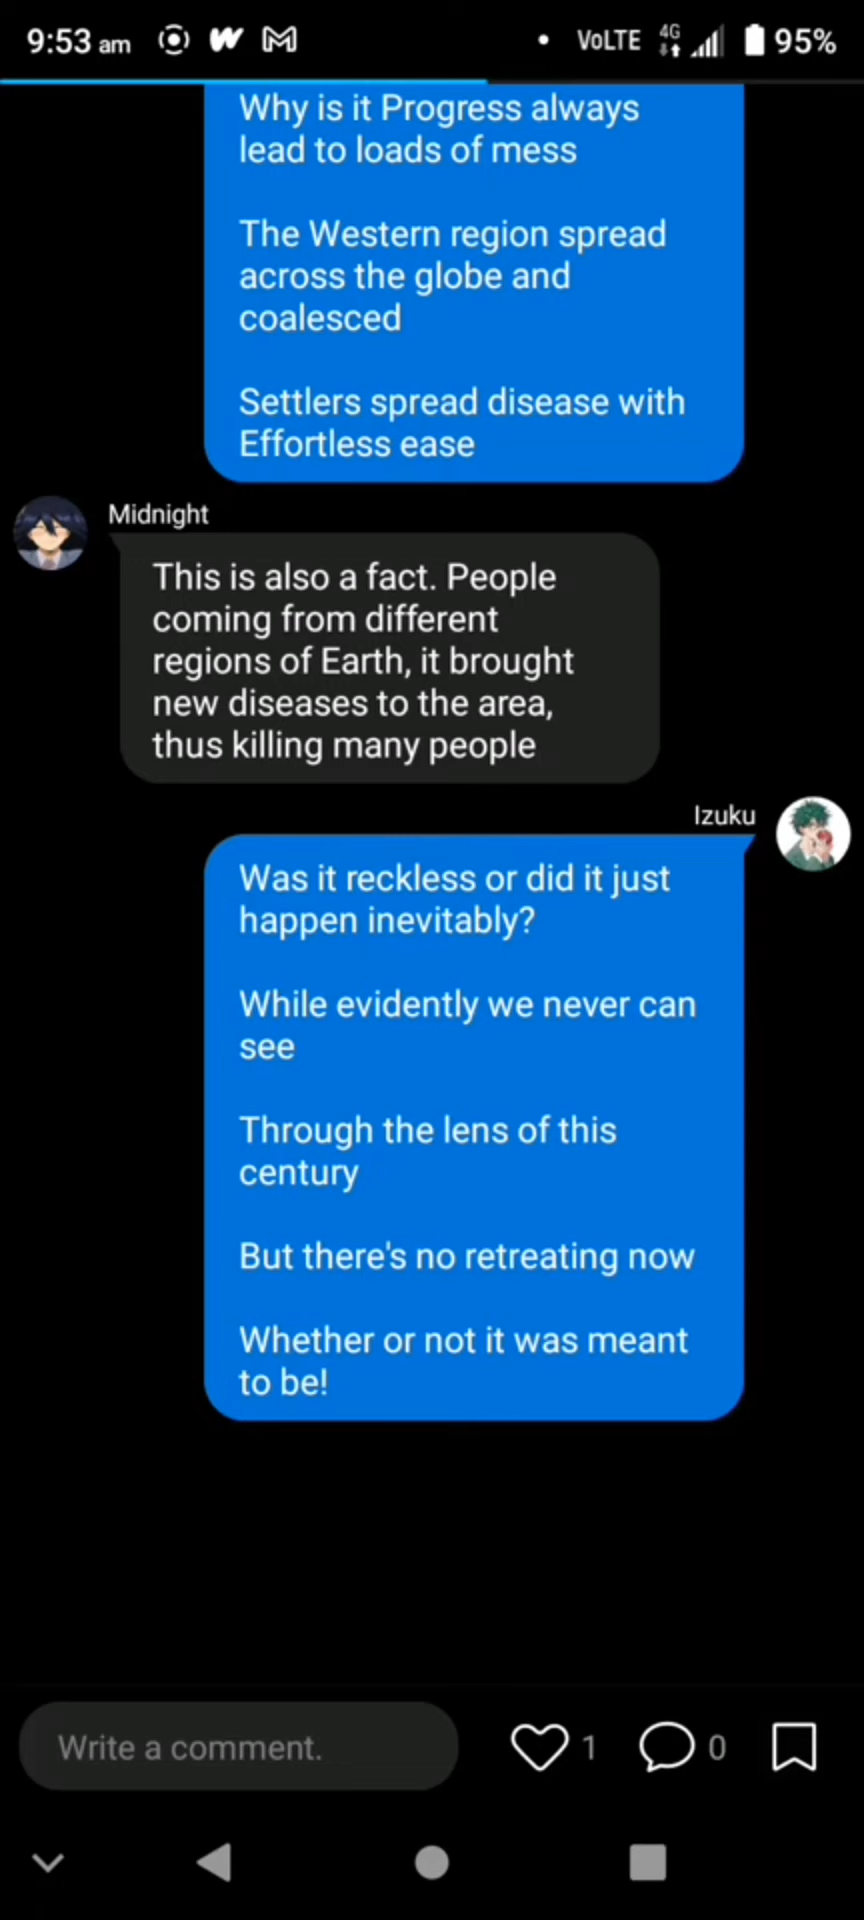 9:53 am VoLTE 4G 95%
Why is it Progress always
lead to loads of mess
The Western region spread
across the globe and
coalesced
Settlers spread disease with
Effortless ease
Midnight
This is also a fact. People
coming from different
regions of Earth, it brought
new diseases to the area,
thus killing many people
Izuku
Was it reckless or did it just
happen inevitably?
While evidently we never can
see
Through the lens of this
century
But there's no retreating now
Whether or not it was meant
to be!
Write a comment. 1 0